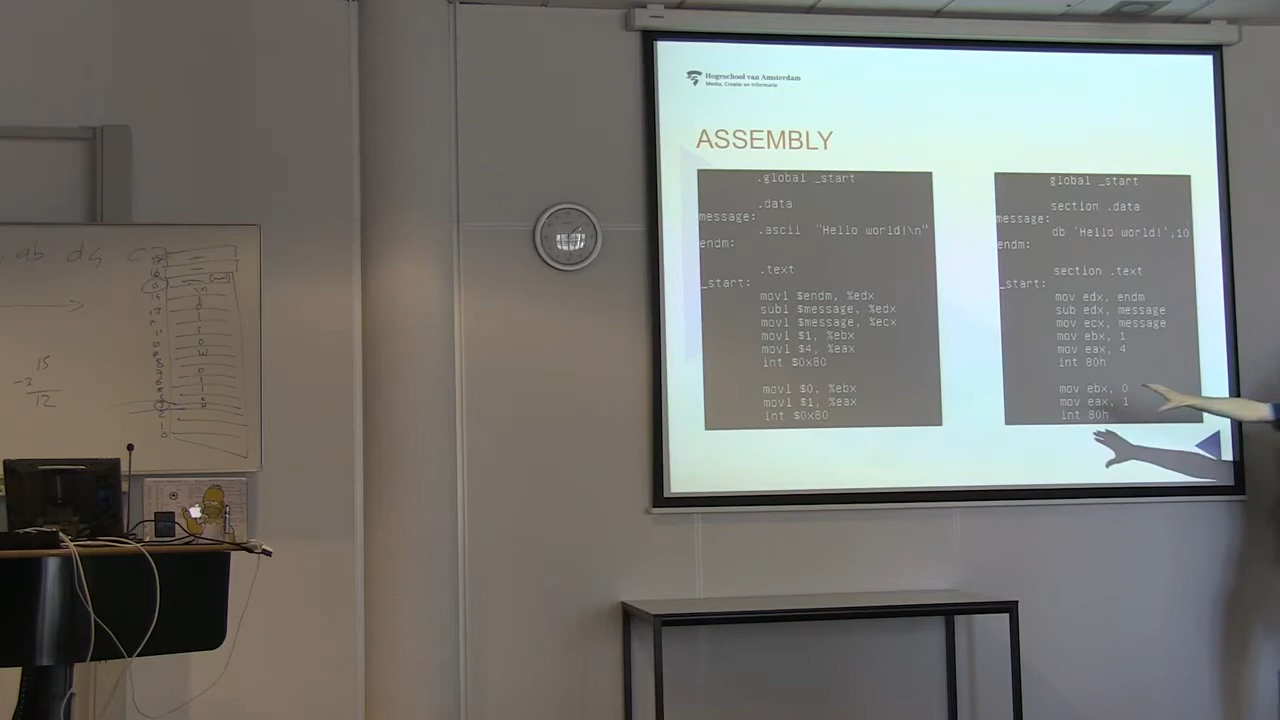 Hogeschool van Amsterdam
Media, Creatie en Informatie
ASSEMBLY
.global _start
.data
message:
.ascii "Hello world!\n"
endm:
.text
_start:
movl $endm, %edx
subl $message, %edx
movl $message, %ecx
movl $1, %ebx
movl $4, %eax
int $0x80
movl $0, %ebx
movl $1, %eax
int $0x80
global _start
section .data
message:
db 'Hello world!',10
endm:
section .text
_start:
mov edx, endm
sub edx, message
mov ecx, message
mov ebx, 1
mov eax, 4
int 80h
mov ebx, 0
mov eax, 1
int 80h
ab
15
-3
12